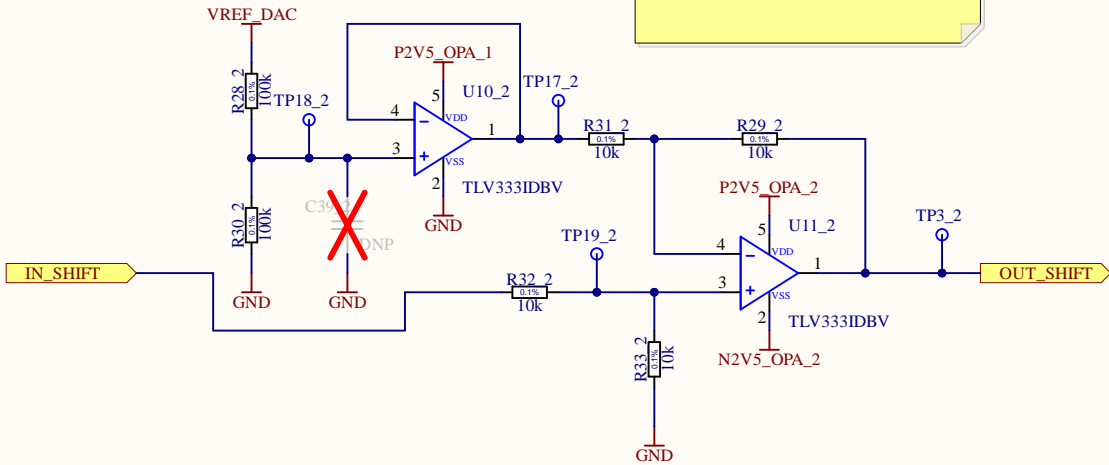 VREF_DAC
R28_2
0.1%
100k
TP18_2
P2V5_OPA_1
U10_2
5
VDD
4
3
1
VSS
2
TLV333IDBV
GND
TP17_2
R31_2
0.1%
10k
R29_2
0.1%
10k
R30_2
0.1%
100k
GND
C39_2
DNP
GND
P2V5_OPA_2
U11_2
5
VDD
4
3
1
VSS
2
TLV333IDBV
N2V5_OPA_2
TP3_2
TP19_2
IN_SHIFT
R32_2
0.1%
10k
OUT_SHIFT
R33_2
0.1%
10k
GND